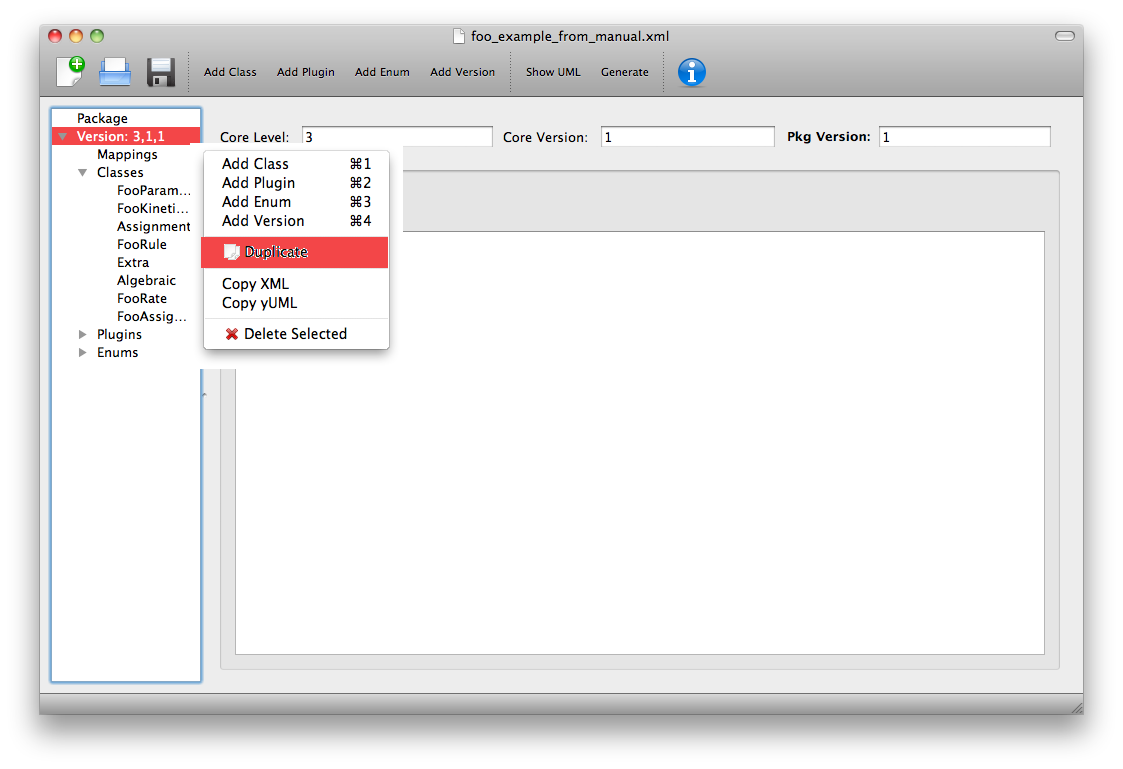 foo_example_from_manual.xml
Add Class Add Plugin Add Enum Add Version Show UML Generate
Package
Version: 3,1,1
Mappings
Classes
FooParam...
FooKineti...
Assignment
FooRule
Extra
Algebraic
FooRate
FooAssig...
Plugins
Enums
Core Level: 3 Core Version: 1 Pkg Version: 1
Add Class ⌘1
Add Plugin ⌘2
Add Enum ⌘3
Add Version ⌘4
Duplicate
Copy XML
Copy yUML
Delete Selected